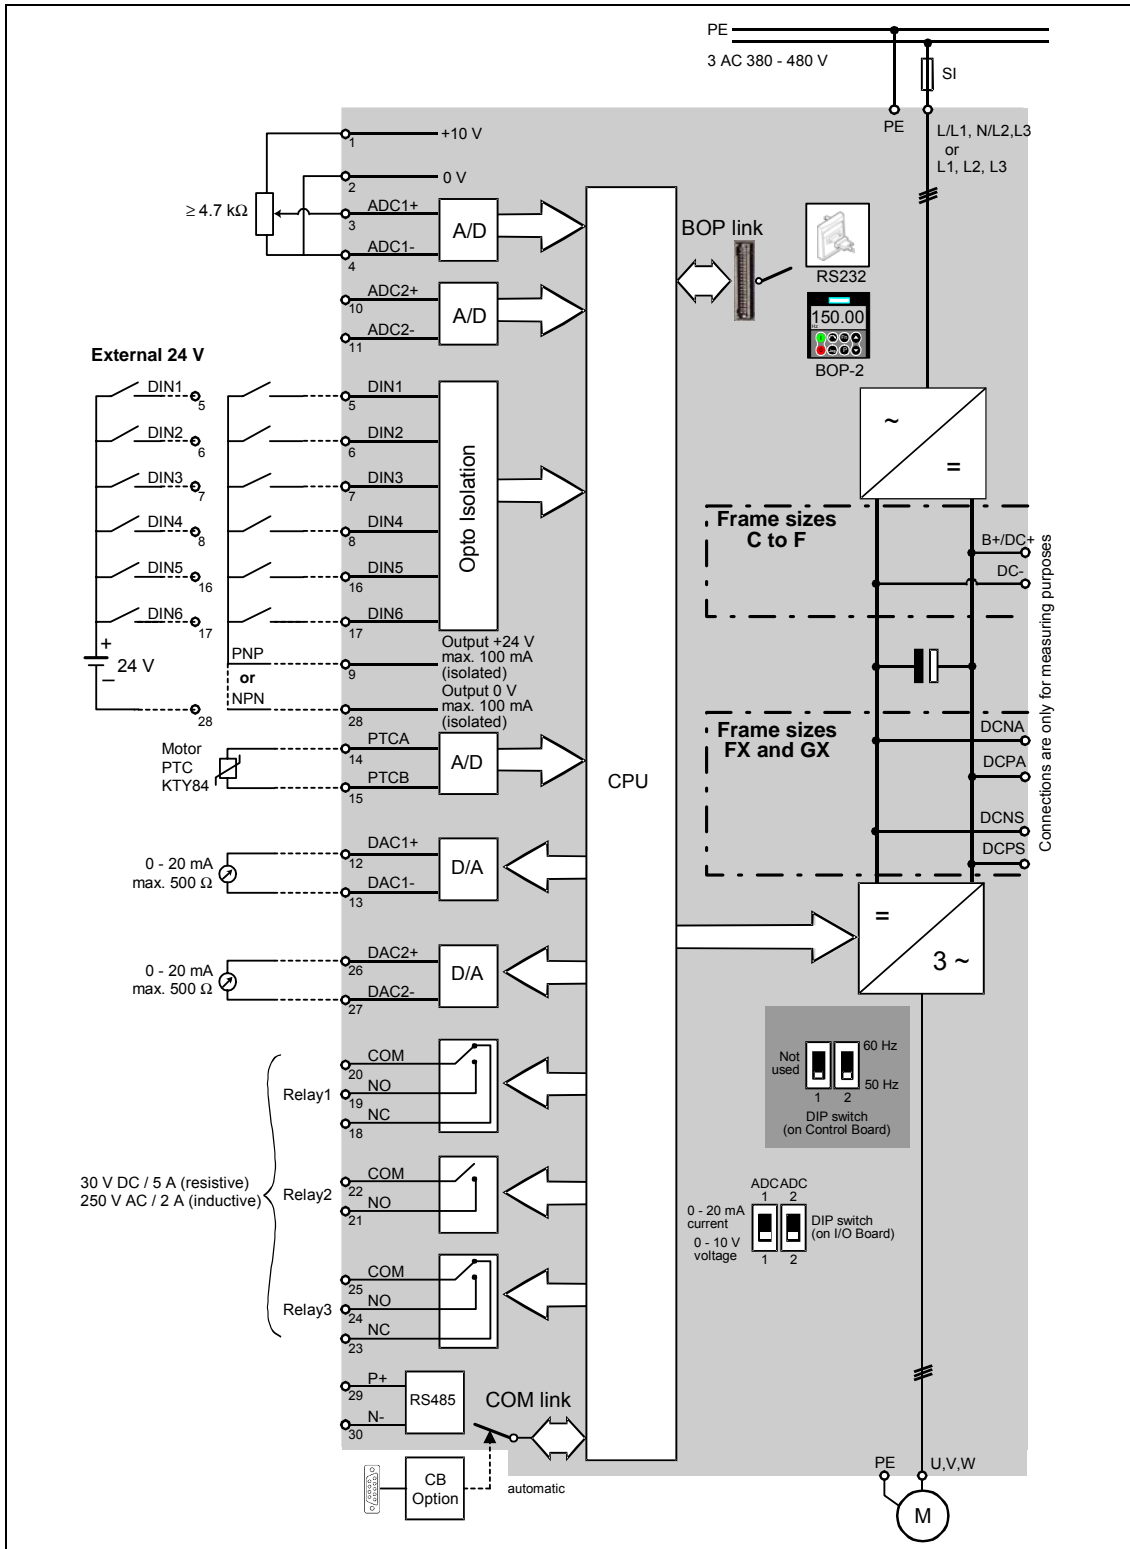 PE
3 AC 380 - 480 V
SI
PE
L/L1, N/L2,L3
or
L1, L2, L3
1
+10 V
2
0 V
≥ 4.7 kΩ
ADC1+
3
ADC1-
4
A/D
ADC2+
10
ADC2-
11
A/D
BOP link
RS232
150.00
Hz
BOP-2
External 24 V
DIN1
5
DIN2
6
DIN3
7
DIN4
8
DIN5
16
DIN6
17
+
24 V
–
28
DIN1
5
DIN2
6
DIN3
7
DIN4
8
DIN5
16
DIN6
17
Opto Isolation
PNP
or
NPN
9
Output +24 V
max. 100 mA
(isolated)
28
Output 0 V
max. 100 mA
(isolated)
Motor
PTC
KTY84
PTCA
14
PTCB
15
A/D
CPU
~
=
Frame sizes
C to F
B+/DC+
DC-
Frame sizes
FX and GX
DCNA
DCPA
DCNS
DCPS
Connections are only for measuring purposes
0 - 20 mA
max. 500 Ω
DAC1+
12
DAC1-
13
D/A
=
3 ~
0 - 20 mA
max. 500 Ω
DAC2+
26
DAC2-
27
D/A
Not
used
60 Hz
50 Hz
1 2
DIP switch
(on Control Board)
30 V DC / 5 A (resistive)
250 V AC / 2 A (inductive)
Relay1
COM
20
NO
19
NC
18
Relay2
COM
22
NO
21
Relay3
COM
25
NO
24
NC
23
ADC ADC
1 2
0 - 20 mA
current
0 - 10 V
voltage
1 2
DIP switch
(on I/O Board)
P+
29
N-
30
RS485
COM link
CB
Option
automatic
PE
U,V,W
M